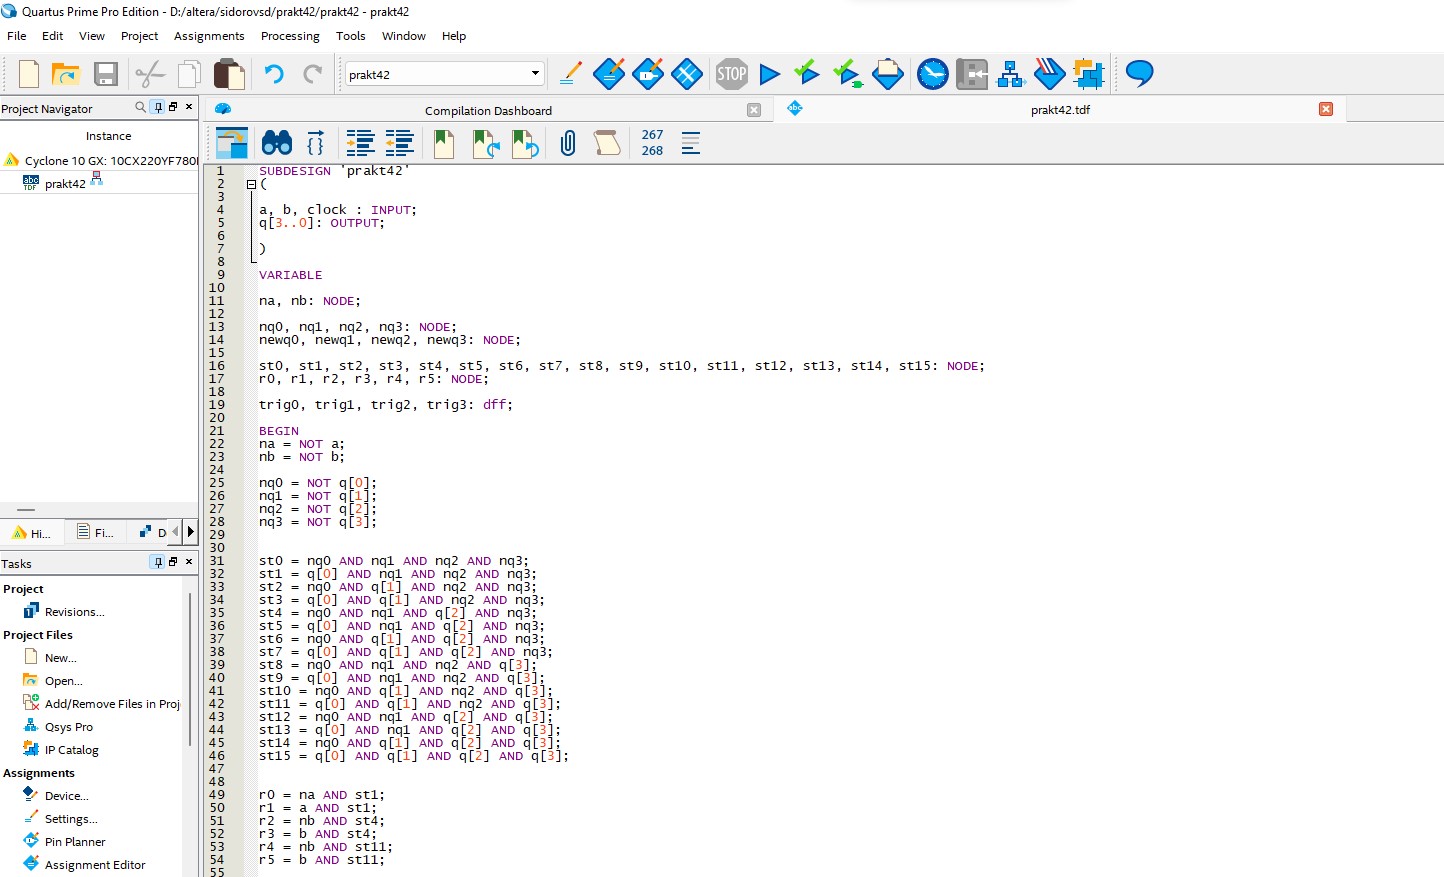 Quartus Prime Pro Edition - D:/altera/sidorovsd/prakt42/prakt42 - prakt42
File Edit View Project Assignments Processing Tools Window Help
prakt42
STOP
Project Navigator
Compilation Dashboard
prakt42.tdf
Instance
Cyclone 10 GX: 10CX220YF780I
abc TDF prakt42
267
268
1 SUBDESIGN 'prakt42'
2 (
3
4 a, b, clock : INPUT;
5 q[3..0]: OUTPUT;
6
7 )
8
9 VARIABLE
10
11 na, nb: NODE;
12
13 nq0, nq1, nq2, nq3: NODE;
14 newq0, newq1, newq2, newq3: NODE;
15
16 st0, st1, st2, st3, st4, st5, st6, st7, st8, st9, st10, st11, st12, st13, st14, st15: NODE;
17 r0, r1, r2, r3, r4, r5: NODE;
18
19 trig0, trig1, trig2, trig3: dff;
20
21 BEGIN
22 na = NOT a;
23 nb = NOT b;
24
25 nq0 = NOT q[0];
26 nq1 = NOT q[1];
27 nq2 = NOT q[2];
28 nq3 = NOT q[3];
29
30
31 st0 = nq0 AND nq1 AND nq2 AND nq3;
32 st1 = q[0] AND nq1 AND nq2 AND nq3;
33 st2 = nq0 AND q[1] AND nq2 AND nq3;
34 st3 = q[0] AND q[1] AND nq2 AND nq3;
35 st4 = nq0 AND nq1 AND q[2] AND nq3;
36 st5 = q[0] AND nq1 AND q[2] AND nq3;
37 st6 = nq0 AND q[1] AND q[2] AND nq3;
38 st7 = q[0] AND q[1] AND q[2] AND nq3;
39 st8 = nq0 AND nq1 AND nq2 AND q[3];
40 st9 = q[0] AND nq1 AND nq2 AND q[3];
41 st10 = nq0 AND q[1] AND nq2 AND q[3];
42 st11 = q[0] AND q[1] AND nq2 AND q[3];
43 st12 = nq0 AND nq1 AND q[2] AND q[3];
44 st13 = q[0] AND nq1 AND q[2] AND q[3];
45 st14 = nq0 AND q[1] AND q[2] AND q[3];
46 st15 = q[0] AND q[1] AND q[2] AND q[3];
47
48
49 r0 = na AND st1;
50 r1 = a AND st1;
51 r2 = nb AND st4;
52 r3 = b AND st4;
53 r4 = nb AND st11;
54 r5 = b AND st11;
55
Hi... Fi... D
Tasks
Project
Revisions...
Project Files
New...
Open...
Add/Remove Files in Proj
Qsys Pro
IP Catalog
Assignments
Device...
Settings...
Pin Planner
Assignment Editor